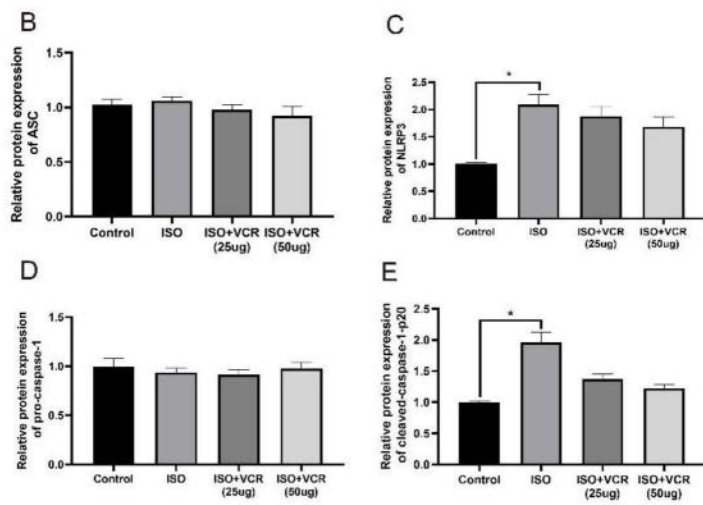 B
Relative protein expression
of ASC
1.5
1.0
0.5
0.0
Control ISO ISO+VCR ISO+VCR
(25ug) (50ug)
C
Relative protein expression
of NLRP3
*
2.5
2.0
1.5
1.0
0.5
0.0
Control ISO ISO+VCR ISO+VCR
(25ug) (50ug)
D
Relative protein expression
of pro-caspase-1
1.5
1.0
0.5
0.0
Control ISO ISO+VCR ISO+VCR
(25ug) (50ug)
E
Relative protein expression
of cleaved-caspase-1-p20
*
2.5
2.0
1.5
1.0
0.5
0.0
Control ISO ISO+VCR ISO+VCR
(25ug) (50ug)